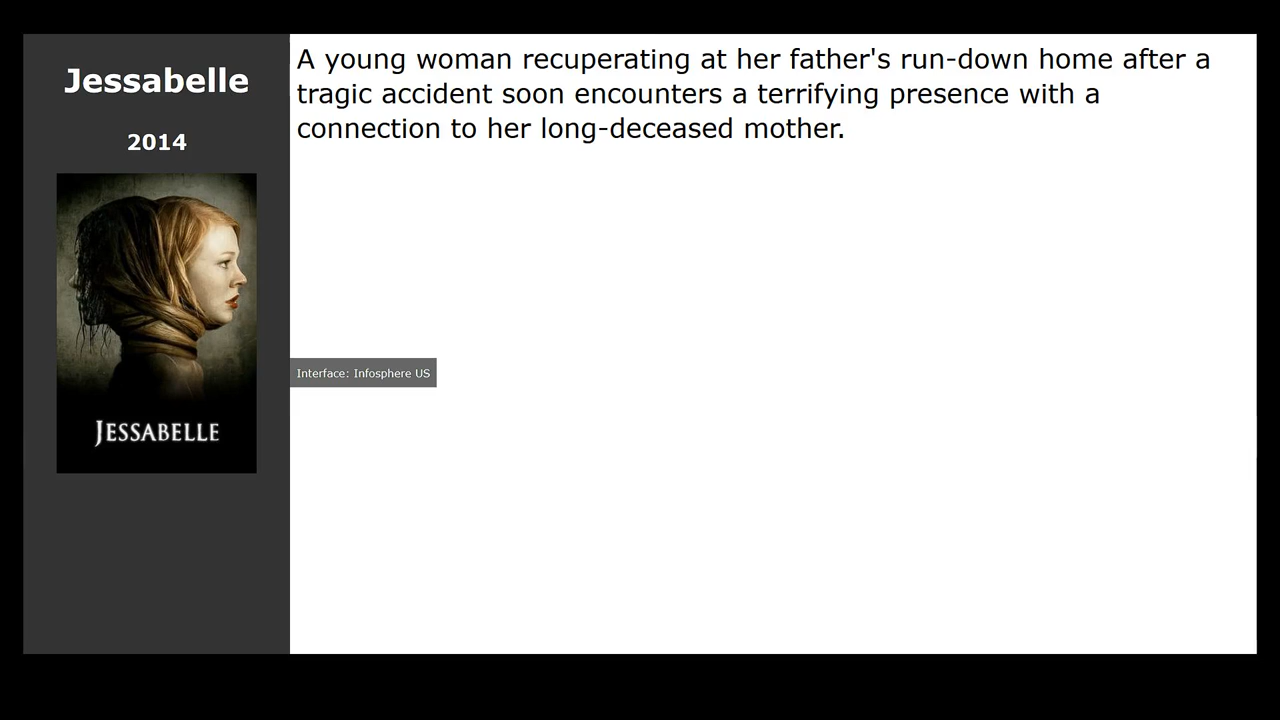 Jessabelle
2014
JESSABELLE
A young woman recuperating at her father's run-down home after a
tragic accident soon encounters a terrifying presence with a
connection to her long-deceased mother.
Interface: Infosphere US